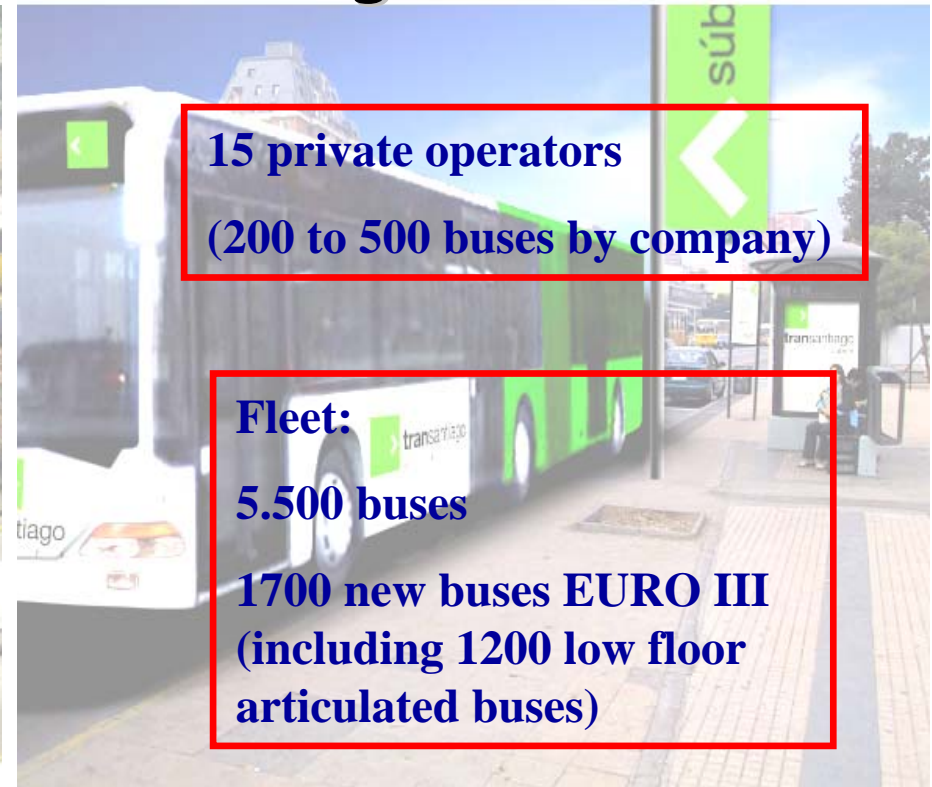 g
súb
15 private operators
(200 to 500 buses by company)
transantiago
Fleet:
transantiago
5.500 buses
tiago
1700 new buses EURO III
(including 1200 low floor
articulated buses)